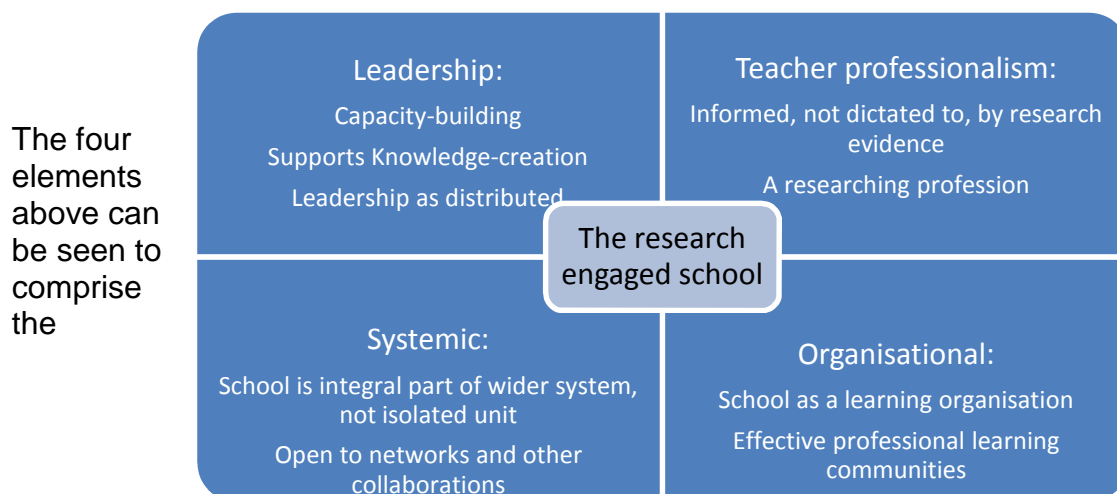 The four
elements
above can
be seen to
comprise
the
Leadership:
Capacity-building
Supports Knowledge-creation
Leadership as distributed
Teacher professionalism:
Informed, not dictated to, by research
evidence
A researching profession
The research
engaged school
Systemic:
School is integral part of wider system,
not isolated unit
Open to networks and other
collaborations
Organisational:
School as a learning organisation
Effective professional learning
communities